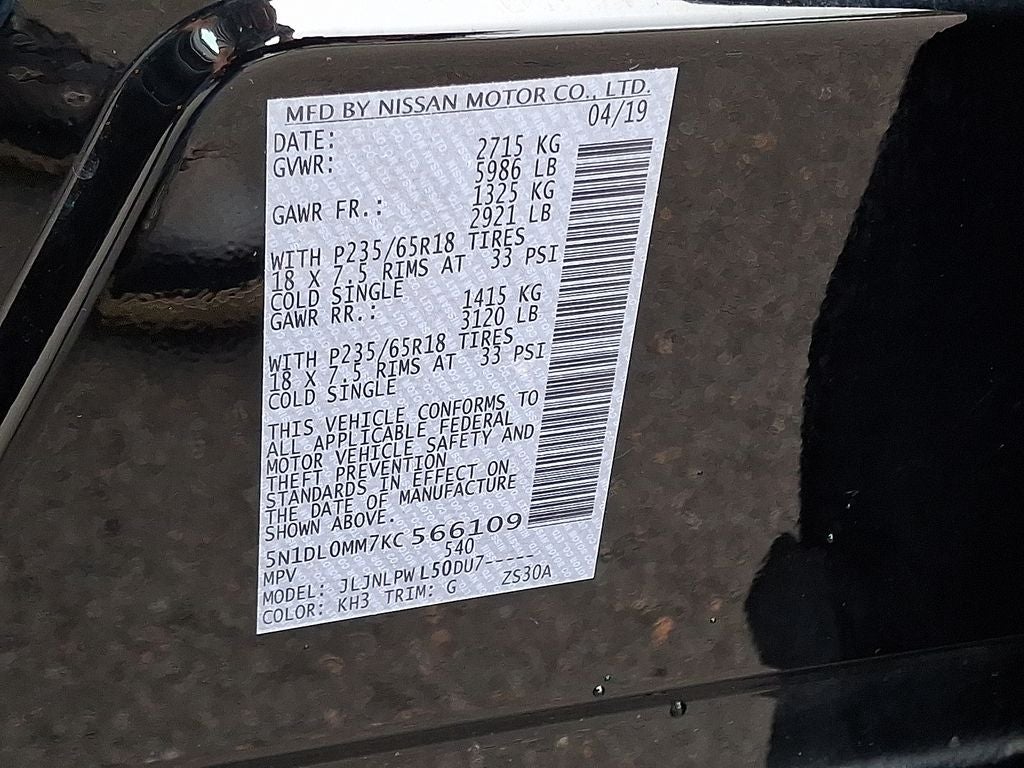 MFD BY NISSAN MOTOR CO., LTD.
DATE: 04/19
GVWR: 2715 KG
5986 LB
GAWR FR.: 1325 KG
2921 LB
WITH P235/65R18 TIRES
18 X 7.5 RIMS AT 33 PSI
COLD SINGLE
GAWR RR.: 1415 KG
3120 LB
WITH P235/65R18 TIRES
18 X 7.5 RIMS AT 33 PSI
COLD SINGLE
THIS VEHICLE CONFORMS TO
ALL APPLICABLE FEDERAL
MOTOR VEHICLE SAFETY AND
THEFT PREVENTION
STANDARDS IN EFFECT ON
THE DATE OF MANUFACTURE
SHOWN ABOVE.
5N1DL0MM7KC566109
MPV 540
MODEL: JLJNLPWL50DU7-----
COLOR: KH3 TRIM: G ZS30A